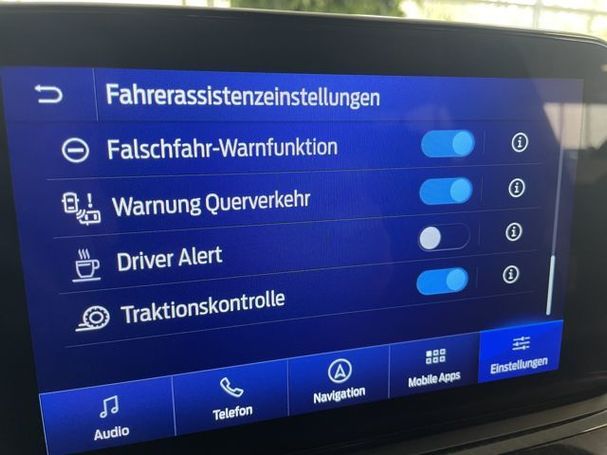 Fahrerassistenzeinstellungen
Falschfahr-Warnfunktion
Warnung Querverkehr
Driver Alert
Traktionskontrolle
Audio
Telefon
Navigation
Mobile Apps
Einstellungen